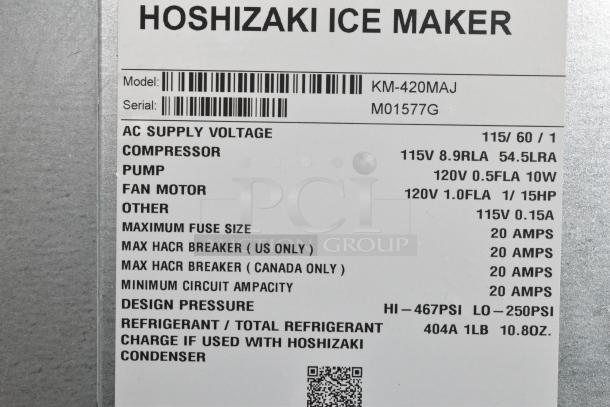 HOSHIZAKI ICE MAKER
Model: KM-420MAJ
Serial: M01577G
AC SUPPLY VOLTAGE 115/ 60 / 1
COMPRESSOR 115V 8.9RLA 54.5LRA
PUMP 120V 0.5FLA 10W
FAN MOTOR 120V 1.0FLA 1/ 15HP
OTHER 115V 0.15A
MAXIMUM FUSE SIZE 20 AMPS
MAX HACR BREAKER ( US ONLY ) 20 AMPS
MAX HACR BREAKER ( CANADA ONLY ) 20 AMPS
MINIMUM CIRCUIT AMPACITY 20 AMPS
DESIGN PRESSURE HI-467PSI LO-250PSI
REFRIGERANT / TOTAL REFRIGERANT 404A 1LB 10.8OZ.
CHARGE IF USED WITH HOSHIZAKI
CONDENSER
PCI
AUCTION GROUP